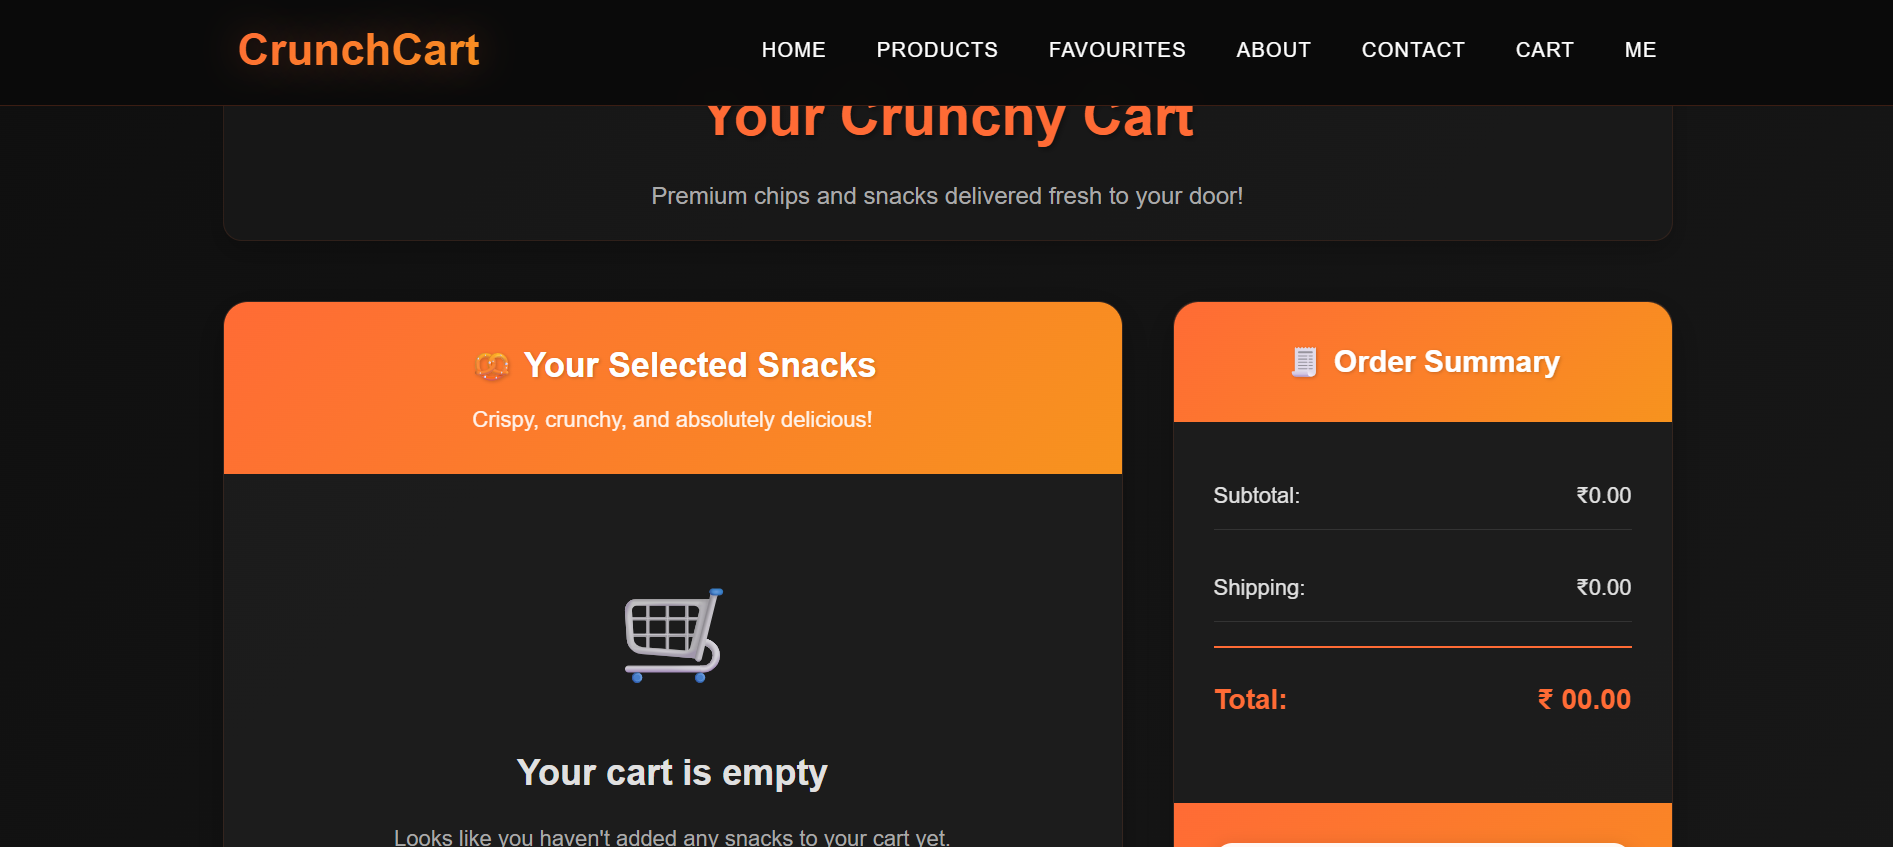 CrunchCart
HOME PRODUCTS FAVOURITES ABOUT CONTACT CART ME
Your Crunchy Cart
Premium chips and snacks delivered fresh to your door!
Your Selected Snacks
Crispy, crunchy, and absolutely delicious!
Your cart is empty
Looks like you haven't added any snacks to your cart yet.
Order Summary
Subtotal: ₹0.00
Shipping: ₹0.00
Total: ₹ 00.00